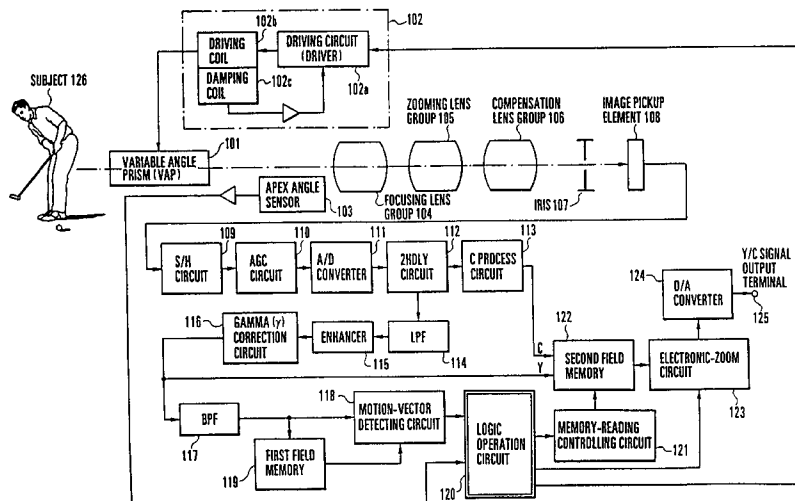 102
102b
DRIVING
COIL
DRIVING CIRCUIT
(DRIVER)
DAMPING
COIL
102c
102a
SUBJECT 126
ZOOMING LENS
GROUP 105
COMPENSATION
LENS GROUP 106
IMAGE PICKUP
ELEMENT 108
101
VARIABLE ANGLE
PRISM (VAP)
APEX ANGLE
SENSOR
103
FOCUSING LENS
GROUP 104
IRIS 107
109
110
111
112
113
S/H
CIRCUIT
AGC
CIRCUIT
A/D
CONVERTER
2HDLY
CIRCUIT
C PROCESS
CIRCUIT
Y/C SIGNAL
OUTPUT
TERMINAL
124
D/A
CONVERTER
125
116
GAMMA (γ)
CORRECTION
CIRCUIT
ENHANCER
115
LPF
114
122
C
Y
SECOND FIELD
MEMORY
ELECTRONIC-ZOOM
CIRCUIT
123
118
BPF
117
MOTION-VECTOR
DETECTING CIRCUIT
LOGIC
OPERATION
CIRCUIT
120
MEMORY-READING
CONTROLLING CIRCUIT
121
FIRST FIELD
MEMORY
119